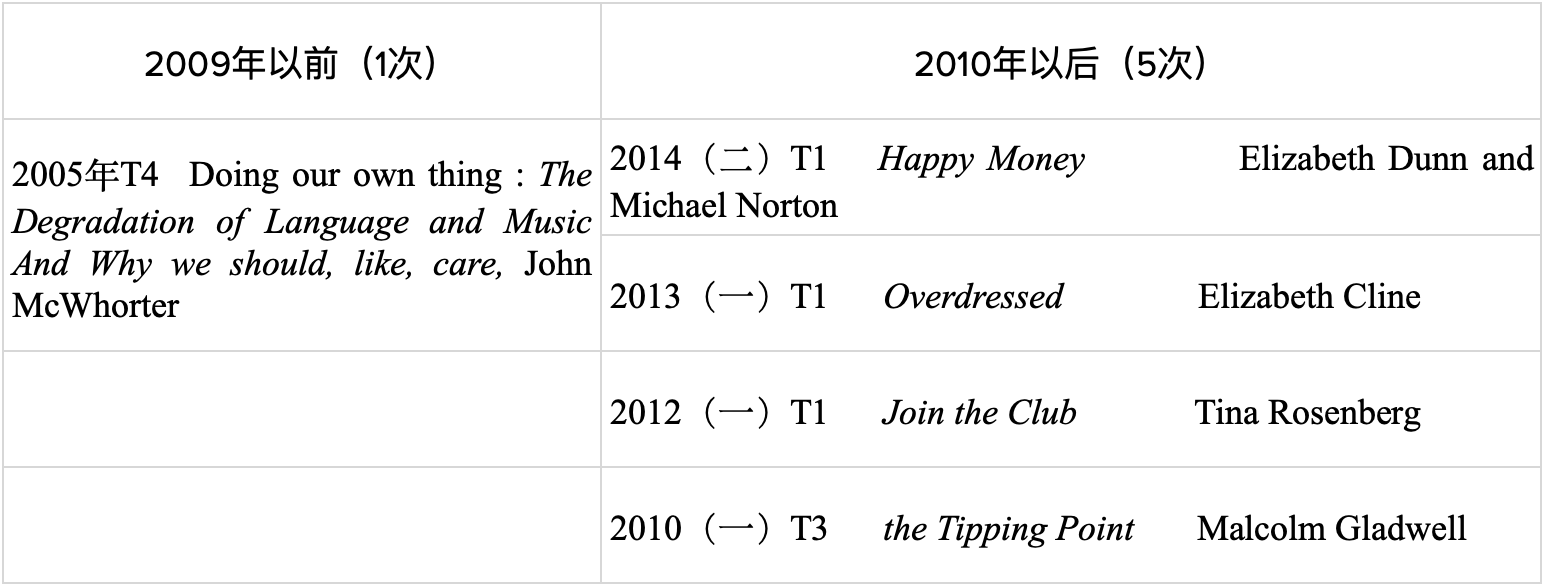 2009年以前（1次）
2010年以后（5次）
2005年T4 Doing our own thing : The
Degradation of Language and Music
And Why we should, like, care, John
McWhorter
2014（二）T1 Happy Money Elizabeth Dunn and
Michael Norton
2013（一）T1 Overdressed Elizabeth Cline
2012（一）T1 Join the Club Tina Rosenberg
2010（一）T3 the Tipping Point Malcolm Gladwell